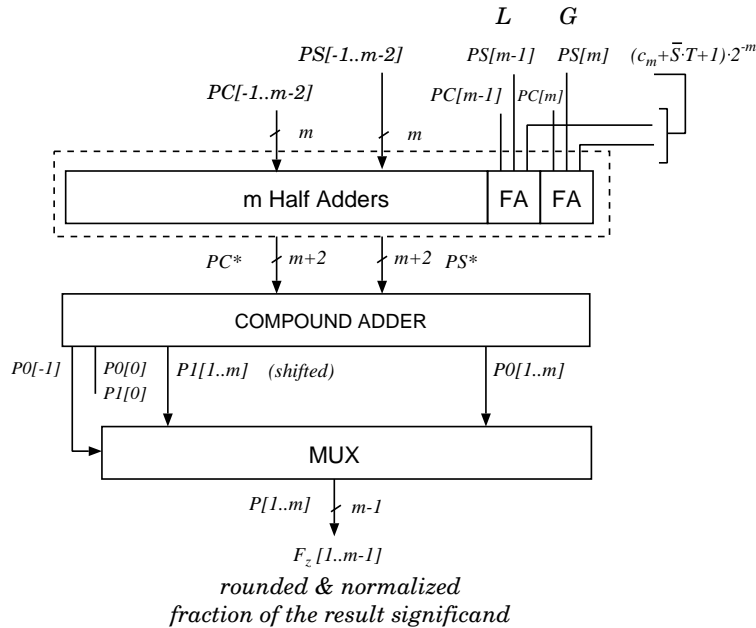 L G
PS[-1..m-2] PS[m-1] PS[m] (c_m+S̅·T+1)·2^-m
PC[-1..m-2] PC[m-1] PC[m]
m m
m Half Adders FA FA
PC* m+2 m+2 PS*
COMPOUND ADDER
P0[-1] P0[0] P1[1..m] (shifted) P0[1..m]
P1[0]
MUX
P[1..m] m-1
F_z [1..m-1]
rounded & normalized
fraction of the result significand